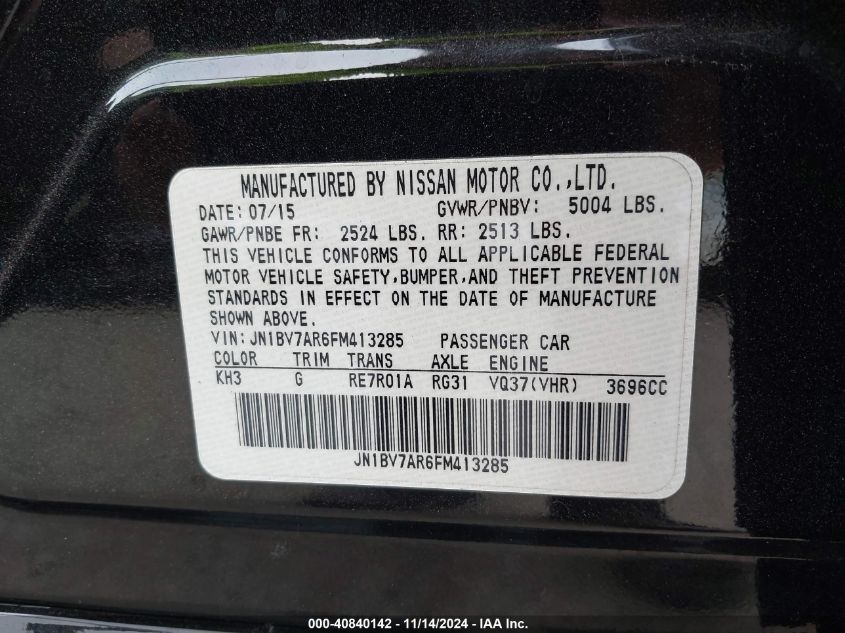 MANUFACTURED BY NISSAN MOTOR CO.,LTD.
DATE: 07/15 GVWR/PNBV: 5004 LBS.
GAWR/PNBE FR: 2524 LBS. RR: 2513 LBS.
THIS VEHICLE CONFORMS TO ALL APPLICABLE FEDERAL
MOTOR VEHICLE SAFETY,BUMPER,AND THEFT PREVENTION
STANDARDS IN EFFECT ON THE DATE OF MANUFACTURE
SHOWN ABOVE.
VIN: JN1BV7AR6FM413285 PASSENGER CAR
COLOR TRIM TRANS AXLE ENGINE
KH3 G RE7R01A RG31 VQ37(VHR) 3696CC
JN1BV7AR6FM413285
000-40840142 - 11/14/2024 - IAA Inc.